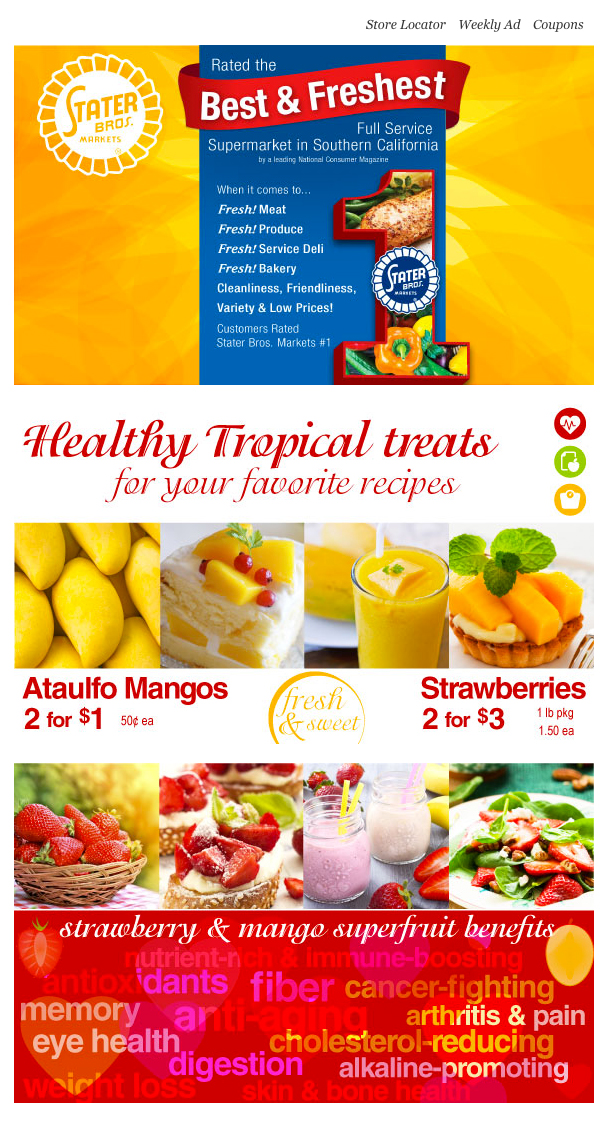 Store Locator Weekly Ad Coupons
STATER
BROS.
MARKETS
Rated the
Best & Freshest
Full Service
Supermarket in Southern California
by a leading National Consumer Magazine
When it comes to...
Fresh! Meat
Fresh! Produce
Fresh! Service Deli
Fresh! Bakery
Cleanliness, Friendliness,
Variety & Low Prices!
Customers Rated
Stater Bros. Markets #1
1
STATER
BROS.
MARKETS
Healthy Tropical treats
for your favorite recipes
Ataulfo Mangos
2 for $1 50¢ ea
fresh
& sweet
Strawberries
2 for $3 1 lb pkg
1.50 ea
strawberry & mango superfruit benefits
nutrient-rich & immune-boosting
antioxidants fiber cancer-fighting
memory anti-aging arthritis & pain
eye health cholesterol-reducing
digestion alkaline-promoting
weight loss skin & bone health